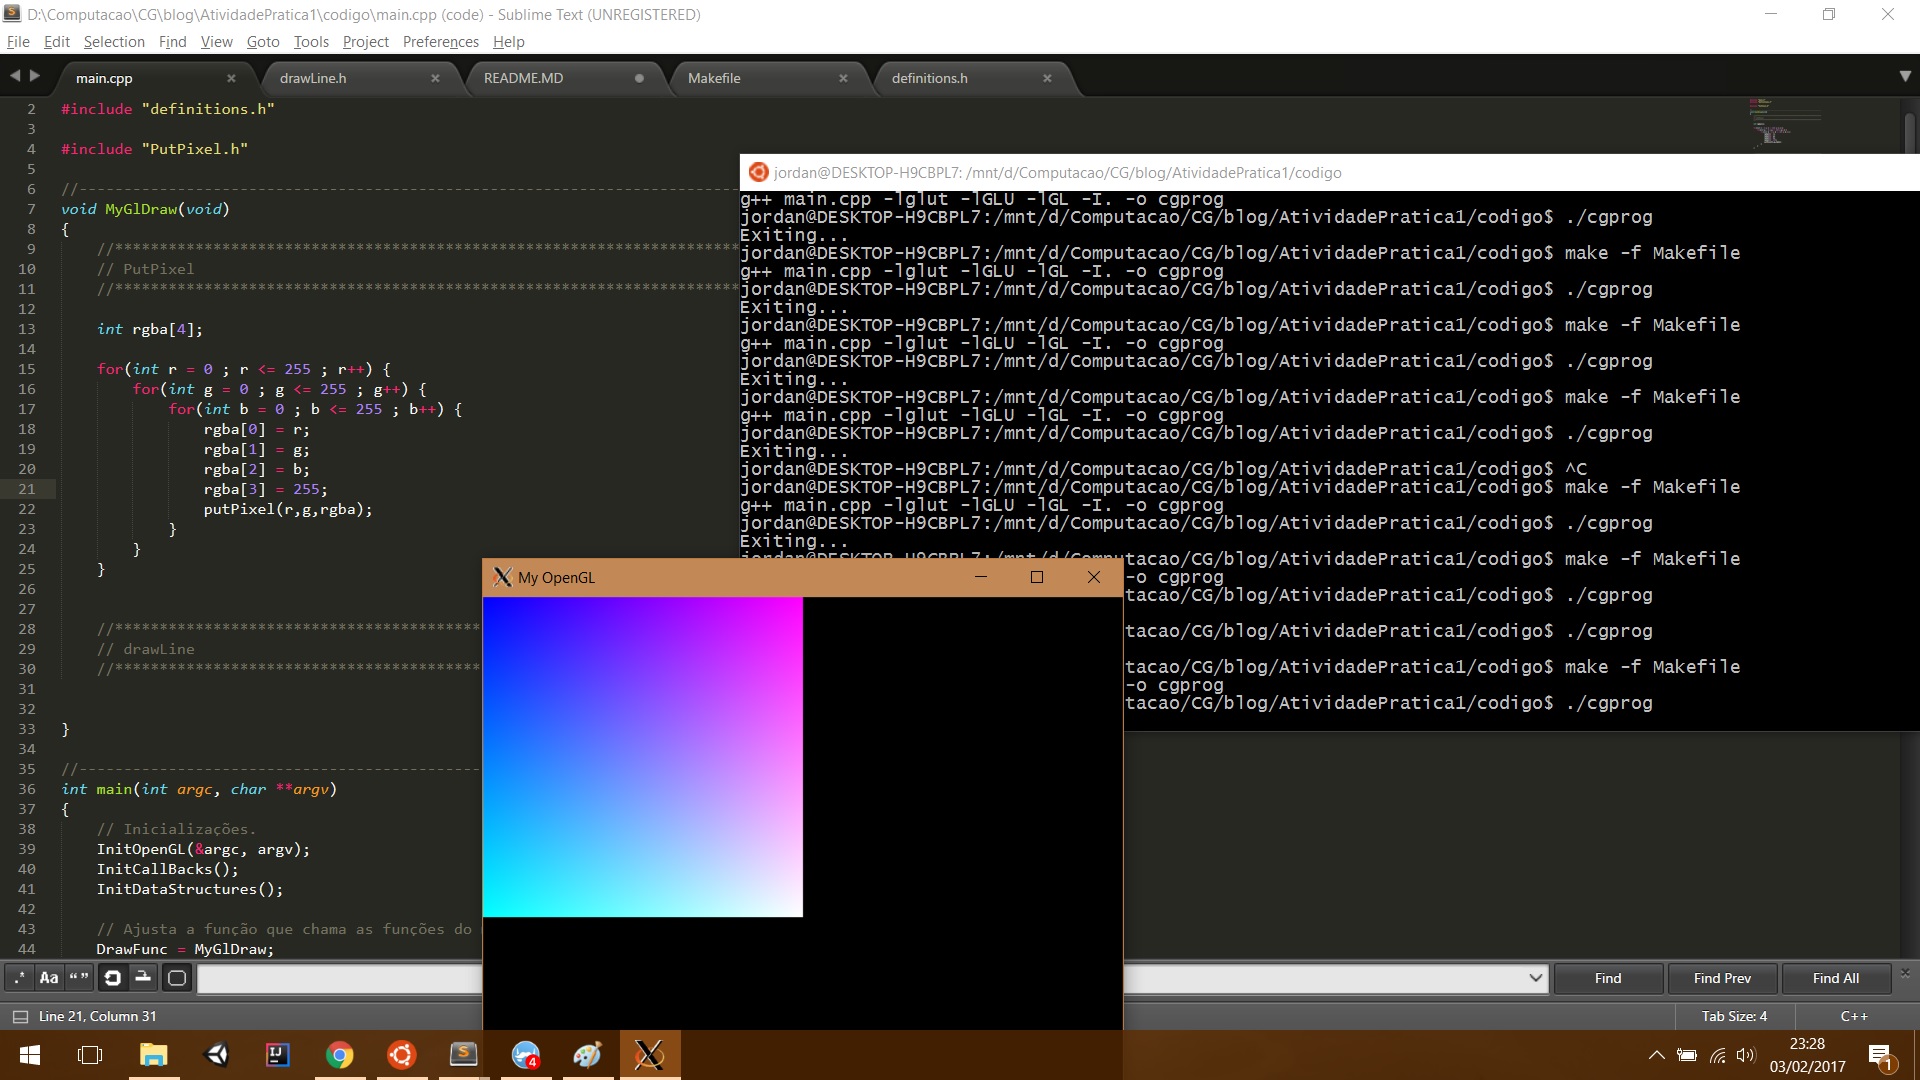 D:\Computacao\CG\blog\AtividadePratica1\codigo\main.cpp (code) - Sublime Text (UNREGISTERED)
File Edit Selection Find View Goto Tools Project Preferences Help
main.cpp drawLine.h README.MD Makefile definitions.h
2 #include "definitions.h"
3
4 #include "PutPixel.h"
5
6 //--------------------------------------------------------------------------
7 void MyGlDraw(void)
8 {
9 //***********************************************************************
10 // PutPixel
11 //***********************************************************************
12
13 int rgba[4];
14
15 for(int r = 0 ; r <= 255 ; r++) {
16 for(int g = 0 ; g <= 255 ; g++) {
17 for(int b = 0 ; b <= 255 ; b++) {
18 rgba[0] = r;
19 rgba[1] = g;
20 rgba[2] = b;
21 rgba[3] = 255;
22 putPixel(r,g,rgba);
23 }
24 }
25 }
26
27
28 //*****************************************
29 // drawLine
30 //*****************************************
31
32
33 }
34
35 //---------------------------------------------
36 int main(int argc, char **argv)
37 {
38 // Inicializações.
39 InitOpenGL(&argc, argv);
40 InitCallBacks();
41 InitDataStructures();
42
43 // Ajusta a função que chama as funções do
44 DrawFunc = MyGlDraw;
jordan@DESKTOP-H9CBPL7: /mnt/d/Computacao/CG/blog/AtividadePratica1/codigo
g++ main.cpp -lglut -lGLU -lGL -I. -o cgprog
jordan@DESKTOP-H9CBPL7:/mnt/d/Computacao/CG/blog/AtividadePratica1/codigo$ ./cgprog
Exiting...
jordan@DESKTOP-H9CBPL7:/mnt/d/Computacao/CG/blog/AtividadePratica1/codigo$ make -f Makefile
g++ main.cpp -lglut -lGLU -lGL -I. -o cgprog
jordan@DESKTOP-H9CBPL7:/mnt/d/Computacao/CG/blog/AtividadePratica1/codigo$ ./cgprog
Exiting...
jordan@DESKTOP-H9CBPL7:/mnt/d/Computacao/CG/blog/AtividadePratica1/codigo$ make -f Makefile
g++ main.cpp -lglut -lGLU -lGL -I. -o cgprog
jordan@DESKTOP-H9CBPL7:/mnt/d/Computacao/CG/blog/AtividadePratica1/codigo$ ./cgprog
Exiting...
jordan@DESKTOP-H9CBPL7:/mnt/d/Computacao/CG/blog/AtividadePratica1/codigo$ make -f Makefile
g++ main.cpp -lglut -lGLU -lGL -I. -o cgprog
jordan@DESKTOP-H9CBPL7:/mnt/d/Computacao/CG/blog/AtividadePratica1/codigo$ ./cgprog
Exiting...
jordan@DESKTOP-H9CBPL7:/mnt/d/Computacao/CG/blog/AtividadePratica1/codigo$ ^C
jordan@DESKTOP-H9CBPL7:/mnt/d/Computacao/CG/blog/AtividadePratica1/codigo$ make -f Makefile
g++ main.cpp -lglut -lGLU -lGL -I. -o cgprog
jordan@DESKTOP-H9CBPL7:/mnt/d/Computacao/CG/blog/AtividadePratica1/codigo$ ./cgprog
Exiting...
jordan@DESKTOP-H9CBPL7:/mnt/d/Computacao/CG/blog/AtividadePratica1/codigo$ make -f Makefile
-o cgprog
tacao/CG/blog/AtividadePratica1/codigo$ ./cgprog
tacao/CG/blog/AtividadePratica1/codigo$ ./cgprog
tacao/CG/blog/AtividadePratica1/codigo$ make -f Makefile
-o cgprog
tacao/CG/blog/AtividadePratica1/codigo$ ./cgprog
My OpenGL
.* Aa “ ” Find Find Prev Find All
Line 21, Column 31 Tab Size: 4 C++
4
23:28
03/02/2017
1